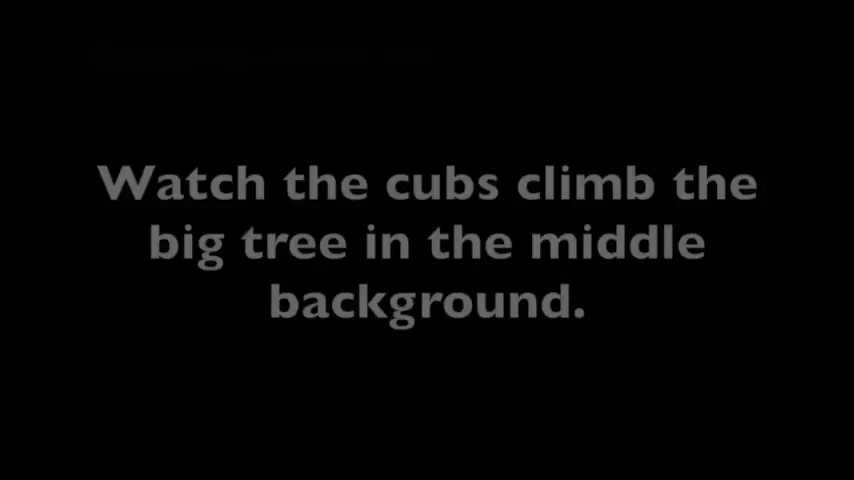 Watch the cubs climb the
big tree in the middle
background.